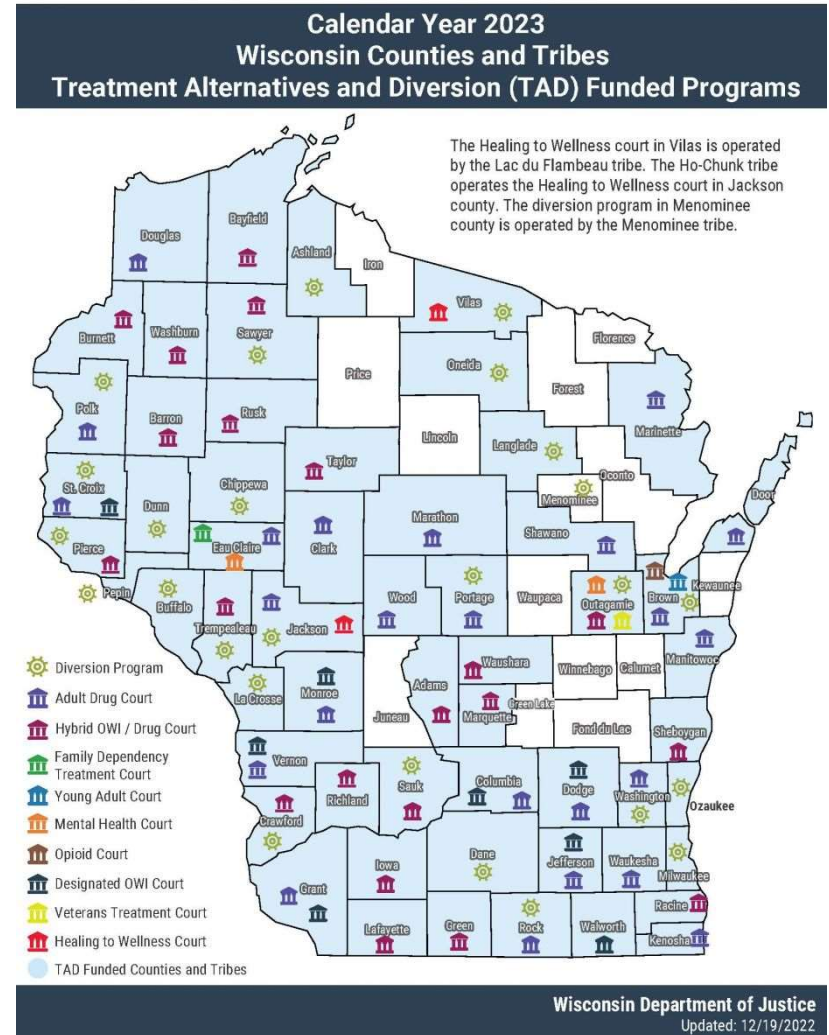 Calendar Year 2023
Wisconsin Counties and Tribes
Treatment Alternatives and Diversion (TAD) Funded Programs
The Healing to Wellness court in Vilas is operated
by the Lac du Flambeau tribe. The Ho-Chunk tribe
operates the Healing to Wellness court in Jackson
county. The diversion program in Menominee
county is operated by the Menominee tribe.
Douglas
Bayfield
Ashland
Iron
Vilas
Burnett
Washburn
Sawyer
Price
Oneida
Florence
Forest
Marinette
Polk
Barron
Rusk
Lincoln
Langlade
Taylor
Oconto
Menominee
Door
St. Croix
Dunn
Chippewa
Pierce
Eau Claire
Clark
Marathon
Shawano
Pepin
Buffalo
Trempealeau
Jackson
Wood
Portage
Waupaca
Outagamie
Brown
Kewaunee
La Crosse
Monroe
Juneau
Adams
Waushara
Marquette
Green Lake
Winnebago
Calumet
Manitowoc
Fond du Lac
Sheboygan
Vernon
Crawford
Richland
Sauk
Columbia
Dodge
Washington
Ozaukee
Grant
Iowa
Dane
Jefferson
Waukesha
Milwaukee
Lafayette
Green
Rock
Walworth
Racine
Kenosha
Diversion Program
Adult Drug Court
Hybrid OWI / Drug Court
Family Dependency
Treatment Court
Young Adult Court
Mental Health Court
Opioid Court
Designated OWI Court
Veterans Treatment Court
Healing to Wellness Court
TAD Funded Counties and Tribes
Wisconsin Department of Justice
Updated: 12/19/2022